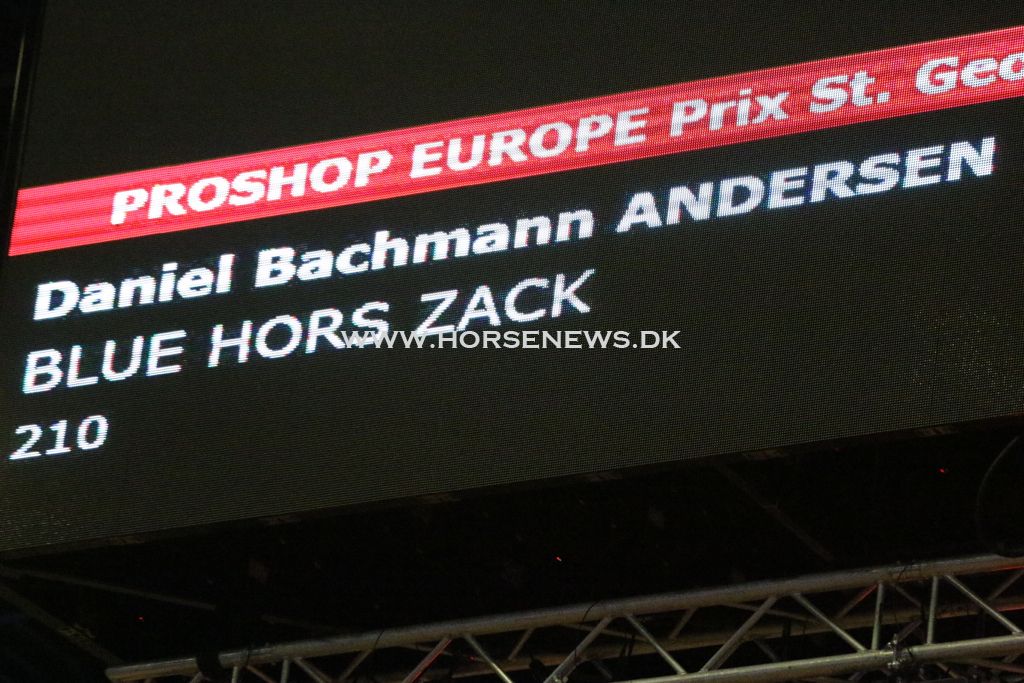 PROSHOP EUROPE Prix St. Geo
Daniel Bachmann ANDERSEN
BLUE HORS ZACK
WWW.HORSENEWS.DK
210